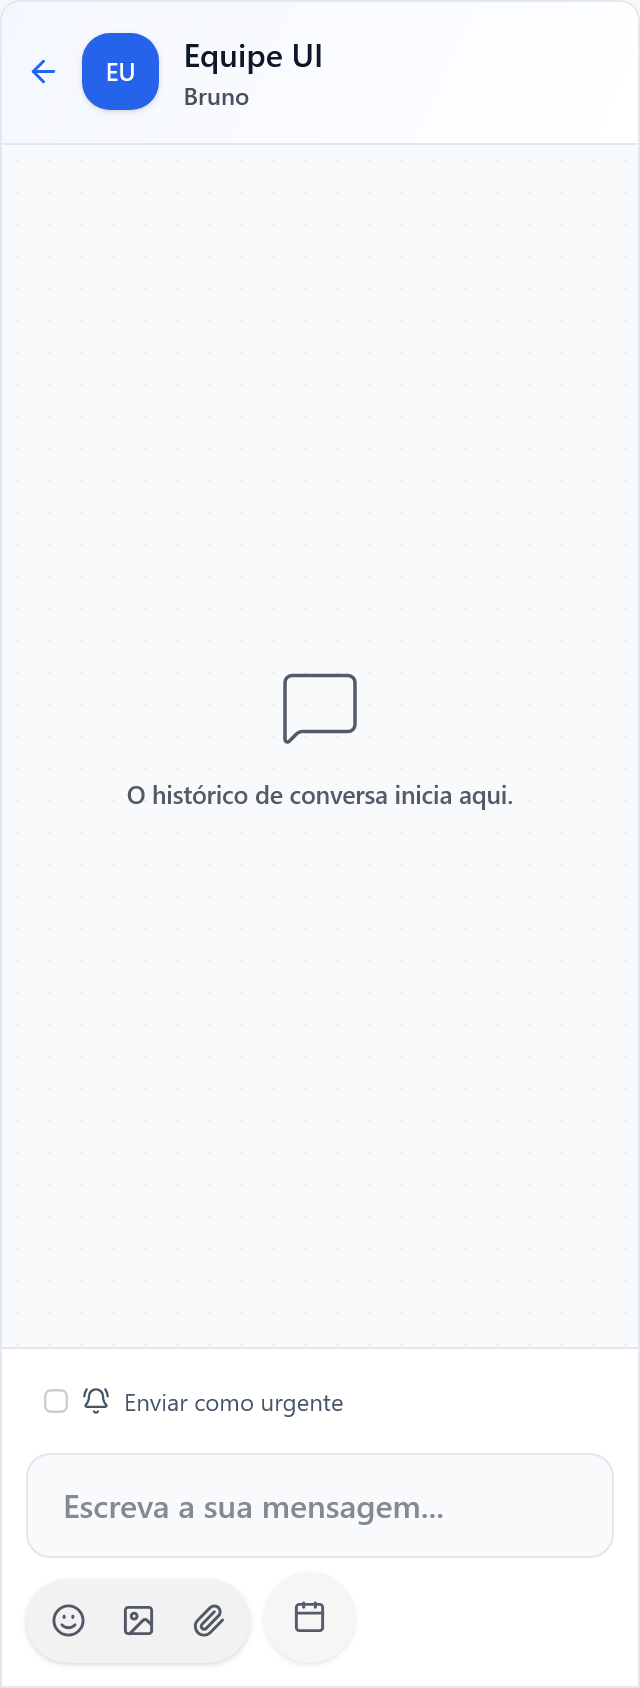 EU
Equipe UI
Bruno
O histórico de conversa inicia aqui.
Enviar como urgente
Escreva a sua mensagem...